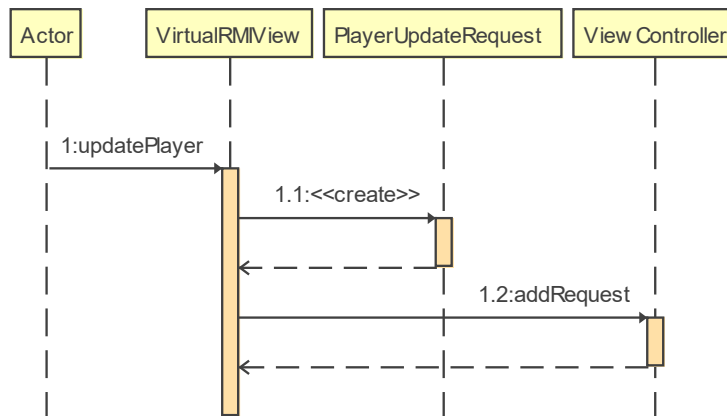 Actor
VirtualRMIView
PlayerUpdateRequest
View Controller
1:updatePlayer
1.1:<<create>>
1.2:addRequest